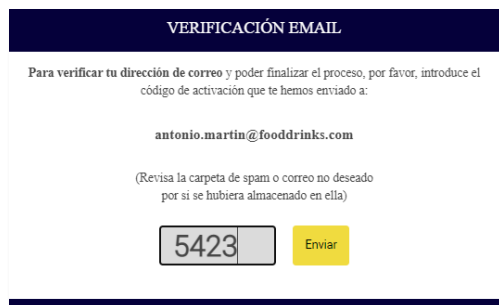 VERIFICACIÓN EMAIL
Para verificar tu dirección de correo y poder finalizar el proceso, por favor, introduce el
código de activación que te hemos enviado a:
antonio.martin@fooddrinks.com
(Revisa la carpeta de spam o correo no deseado
por si se hubiera almacenado en ella)
5423
Enviar